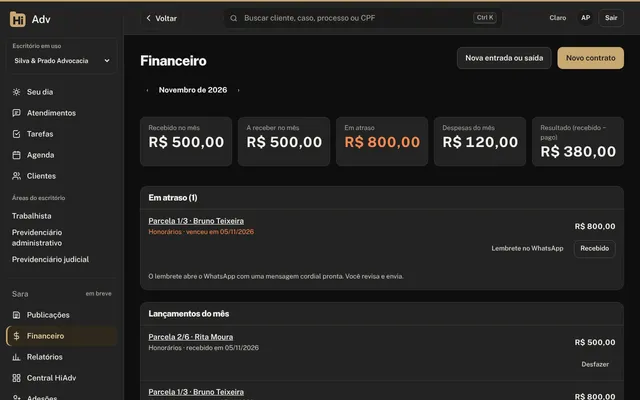 Hi Adv
Voltar
Buscar cliente, caso, processo ou CPF
Ctrl K
Claro
AP
Sair
Escritório em uso
Silva & Prado Advocacia
Seu dia
Atendimentos
Tarefas
Agenda
Clientes
Áreas do escritório
Trabalhista
Previdenciário
administrativo
Previdenciário judicial
Sara
em breve
Publicações
Financeiro
Relatórios
Central HiAdv
Adesões
Financeiro
Nova entrada ou saída
Novo contrato
‹ Novembro de 2026 ›
Recebido no mês
R$ 500,00
A receber no mês
R$ 500,00
Em atraso
R$ 800,00
Despesas do mês
R$ 120,00
Resultado (recebido −
pago)
R$ 380,00
Em atraso (1)
Parcela 1/3 · Bruno Teixeira
Honorários · venceu em 05/11/2026
R$ 800,00
Lembrete no WhatsApp
Recebido
O lembrete abre o WhatsApp com uma mensagem cordial pronta. Você revisa e envia.
Lançamentos do mês
Parcela 2/6 · Rita Moura
Honorários · recebido em 05/11/2026
R$ 500,00
Desfazer
Parcela 1/3 · Bruno Teixeira
R$ 800,00